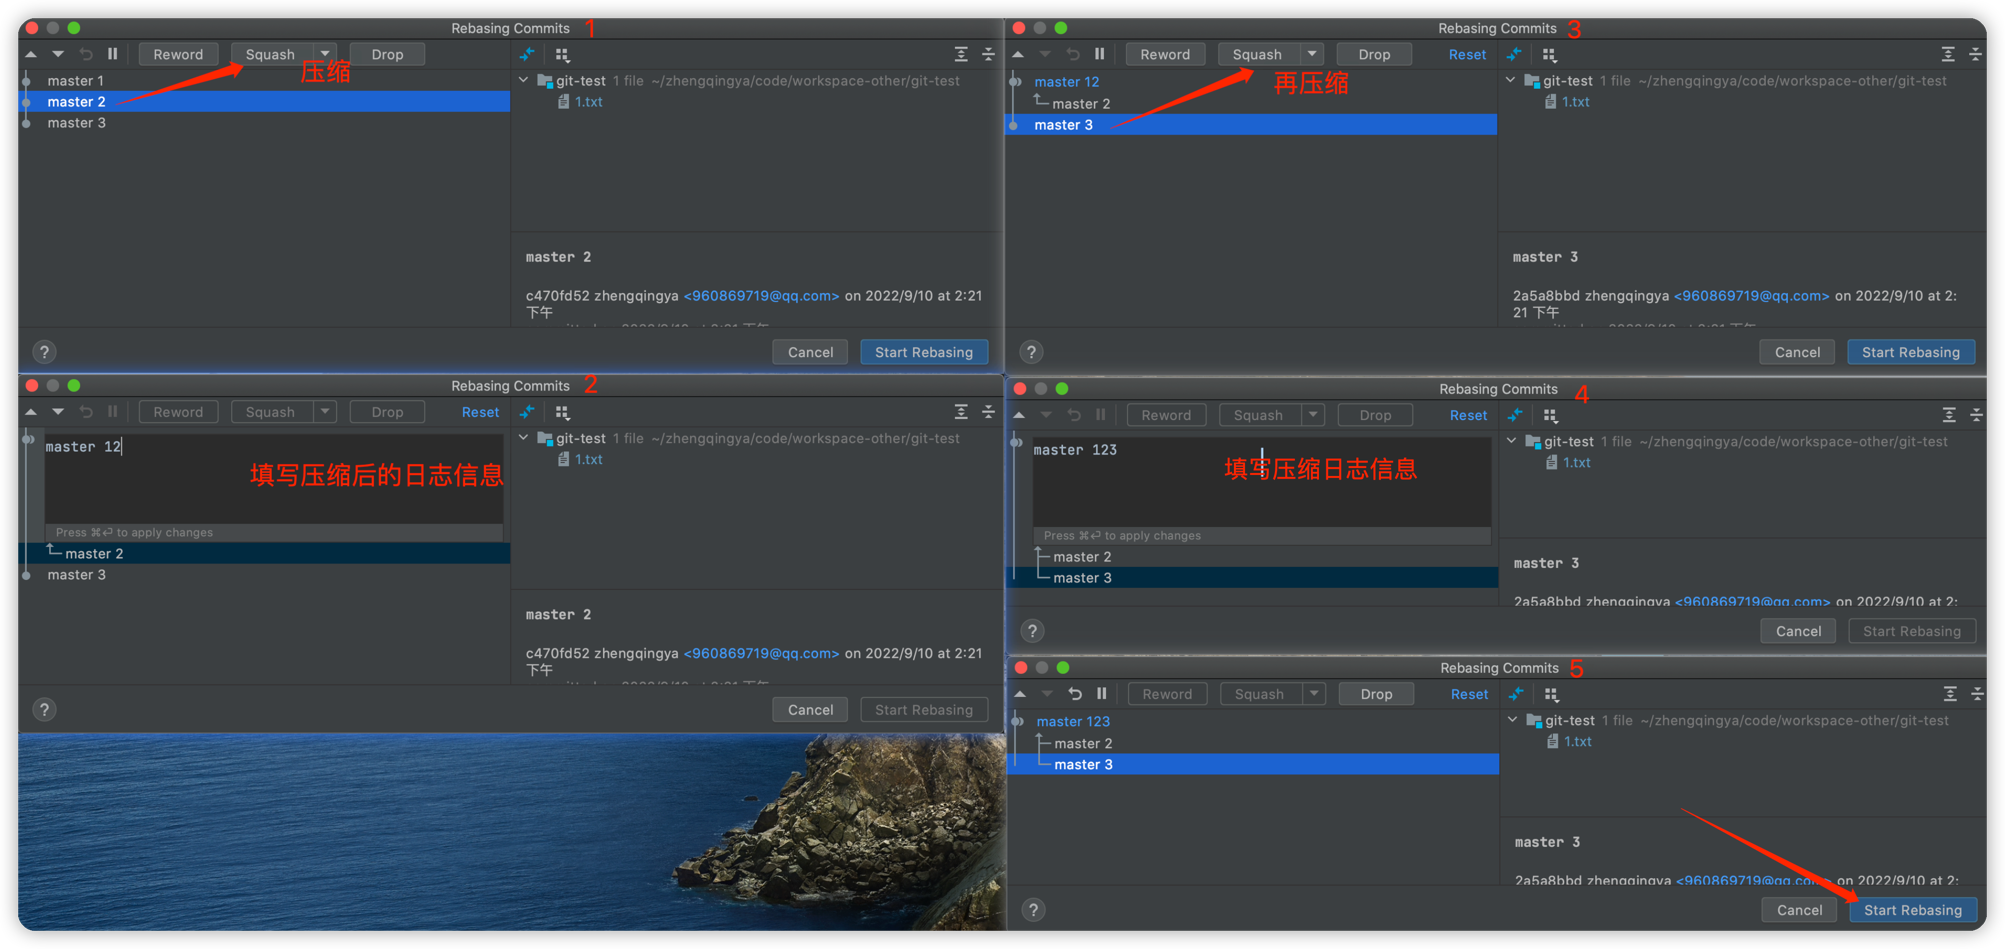 Rebasing Commits 1
Reword Squash Drop
压缩
master 1
master 2
master 3
git-test 1 file ~/zhengqingya/code/workspace-other/git-test
1.txt
master 2
c470fd52 zhengqingya <960869719@qq.com> on 2022/9/10 at 2:21
下午
? Cancel Start Rebasing
Rebasing Commits 2
Reword Squash Drop Reset
master 12
填写压缩后的日志信息
Press ⌘⏎ to apply changes
master 2
master 3
git-test 1 file ~/zhengqingya/code/workspace-other/git-test
1.txt
master 2
c470fd52 zhengqingya <960869719@qq.com> on 2022/9/10 at 2:21
下午
? Cancel Start Rebasing
Rebasing Commits 3
Reword Squash Drop Reset
再压缩
master 12
master 2
master 3
git-test 1 file ~/zhengqingya/code/workspace-other/git-test
1.txt
master 3
2a5a8bbd zhengqingya <960869719@qq.com> on 2022/9/10 at 2:
21 下午
? Cancel Start Rebasing
Rebasing Commits 4
Reword Squash Drop Reset
master 123
填写压缩日志信息
Press ⌘⏎ to apply changes
master 2
master 3
git-test 1 file ~/zhengqingya/code/workspace-other/git-test
1.txt
master 3
2a5a8bbd zhengqingya <960869719@qq.com> on 2022/9/10 at 2:
? Cancel Start Rebasing
Rebasing Commits 5
Reword Squash Drop Reset
master 123
master 2
master 3
git-test 1 file ~/zhengqingya/code/workspace-other/git-test
1.txt
master 3
2a5a8bbd zhengqingya <960869719@qq.com> on 2022/9/10 at 2:
? Cancel Start Rebasing